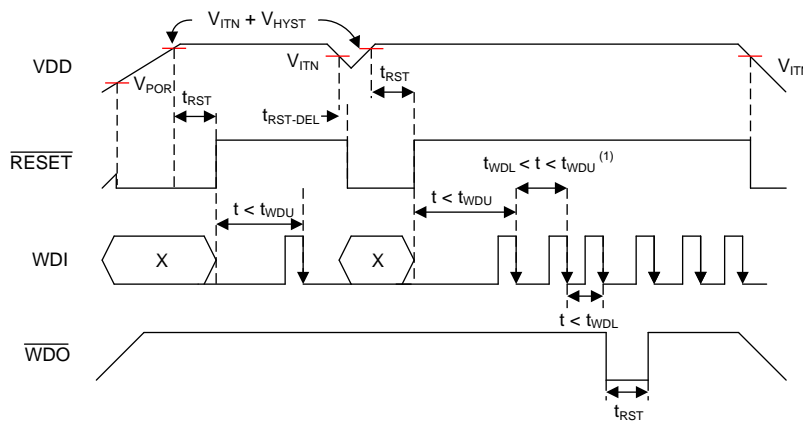 V_ITN + V_HYST
VDD
V_POR
t_RST
V_ITN
t_RST
V_ITN
t_RST-DEL
RESET
t_WDL < t < t_WDU (1)
t < t_WDU
t < t_WDU
WDI
X
X
t < t_WDL
WDO
t_RST